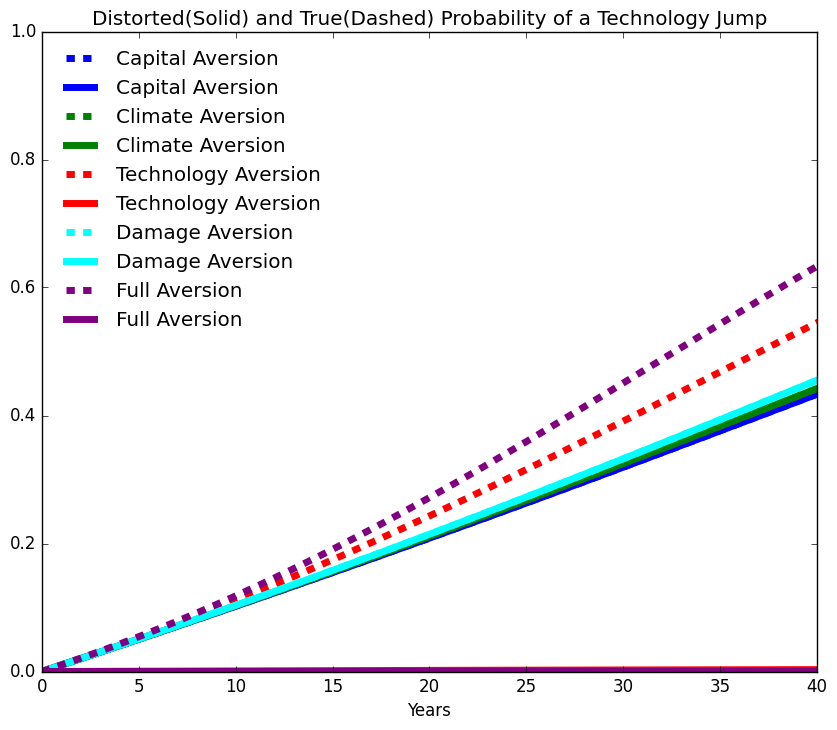 Distorted(Solid) and True(Dashed) Probability of a Technology Jump
1.0
Capital Aversion
Capital Aversion
Climate Aversion
Climate Aversion
0.8
Technology Aversion
Technology Aversion
Damage Aversion
Damage Aversion
0.6
Full Aversion
Full Aversion
0.4
0.2
0.0
0 5 10 15 20 25 30 35 40
Years